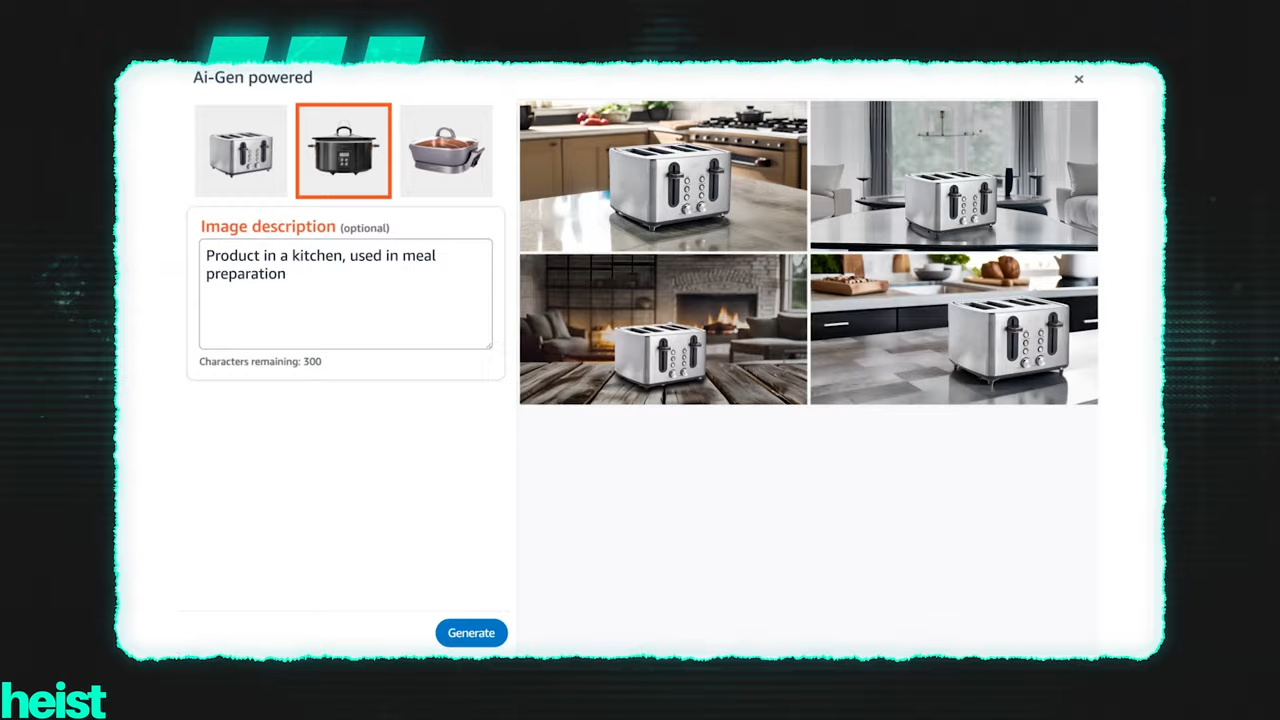 Ai-Gen powered
Image description (optional)
Product in a kitchen, used in meal
preparation
Characters remaining: 300
Generate
heist